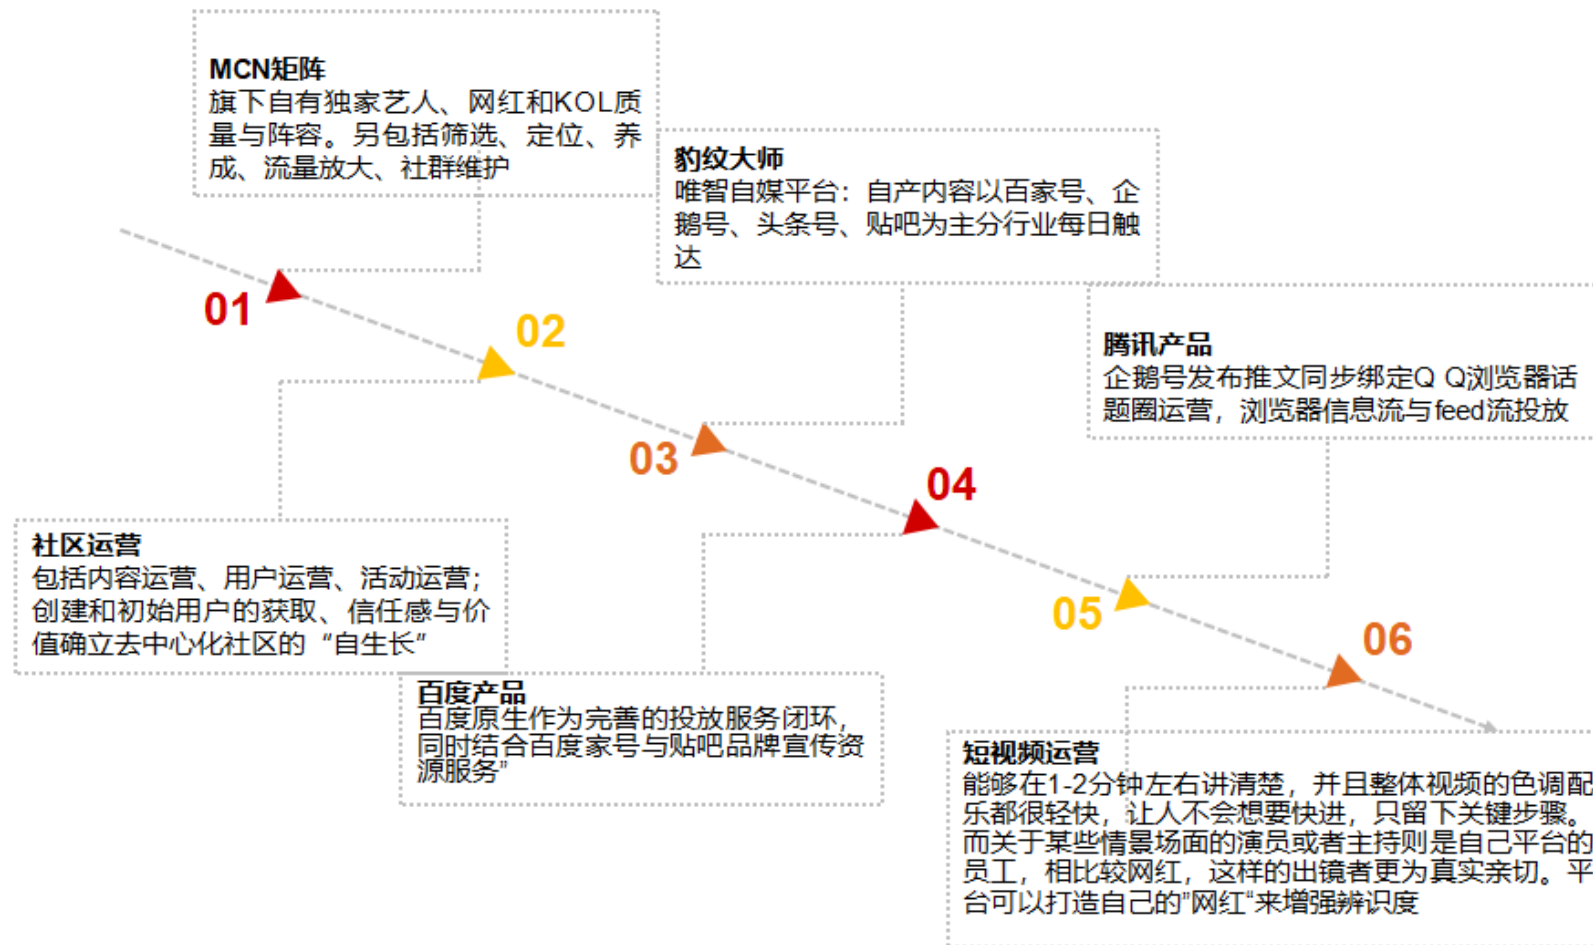 MCN矩阵
旗下自有独家艺人、网红和KOL质
量与阵容。另包括筛选、定位、养
成、流量放大、社群维护
01
豹纹大师
唯智自媒平台：自产内容以百家号、企
鹅号、头条号、贴吧为主分行业每日触
达
02
03
腾讯产品
企鹅号发布推文同步绑定Q Q浏览器话
题圈运营，浏览器信息流与feed流投放
04
社区运营
包括内容运营、用户运营、活动运营；
创建和初始用户的获取、信任感与价
值确立去中心化社区的“自生长”
05
06
百度产品
百度原生作为完善的投放服务闭环，
同时结合百度家号与贴吧品牌宣传资
源服务”
短视频运营
能够在1-2分钟左右讲清楚，并且整体视频的色调配
乐都很轻快，让人不会想要快进，只留下关键步骤。
而关于某些情景场面的演员或者主持则是自己平台的
员工，相比较网红，这样的出镜者更为真实亲切。平
台可以打造自己的”网红“来增强辨识度